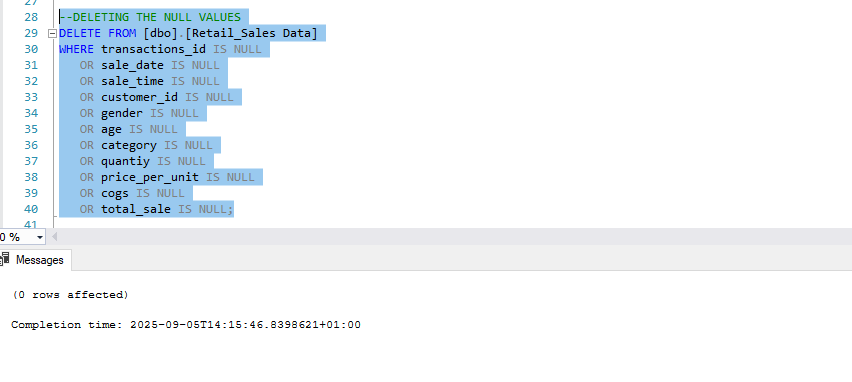 27
28 --DELETING THE NULL VALUES
29 DELETE FROM [dbo].[Retail_Sales Data]
30 WHERE transactions_id IS NULL
31 OR sale_date IS NULL
32 OR sale_time IS NULL
33 OR customer_id IS NULL
34 OR gender IS NULL
35 OR age IS NULL
36 OR category IS NULL
37 OR quantiy IS NULL
38 OR price_per_unit IS NULL
39 OR cogs IS NULL
40 OR total_sale IS NULL;
41
0 %
Messages
(0 rows affected)
Completion time: 2025-09-05T14:15:46.8398621+01:00